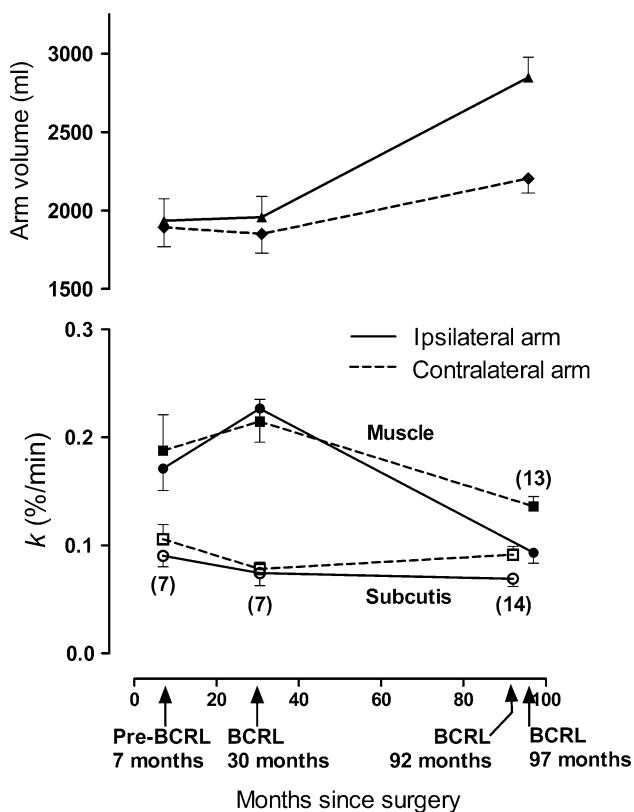 3000
2500
2000
1500
Arm volume (ml)
0.3
0.2
0.1
0.0
k (%/min)
Ipsilateral arm
Contralateral arm
Muscle
(13)
(7)
(7)
Subcutis
(14)
0 20 40 60 80 100
Pre-BCRL
7 months
BCRL
30 months
BCRL
92 months
BCRL
97 months
Months since surgery